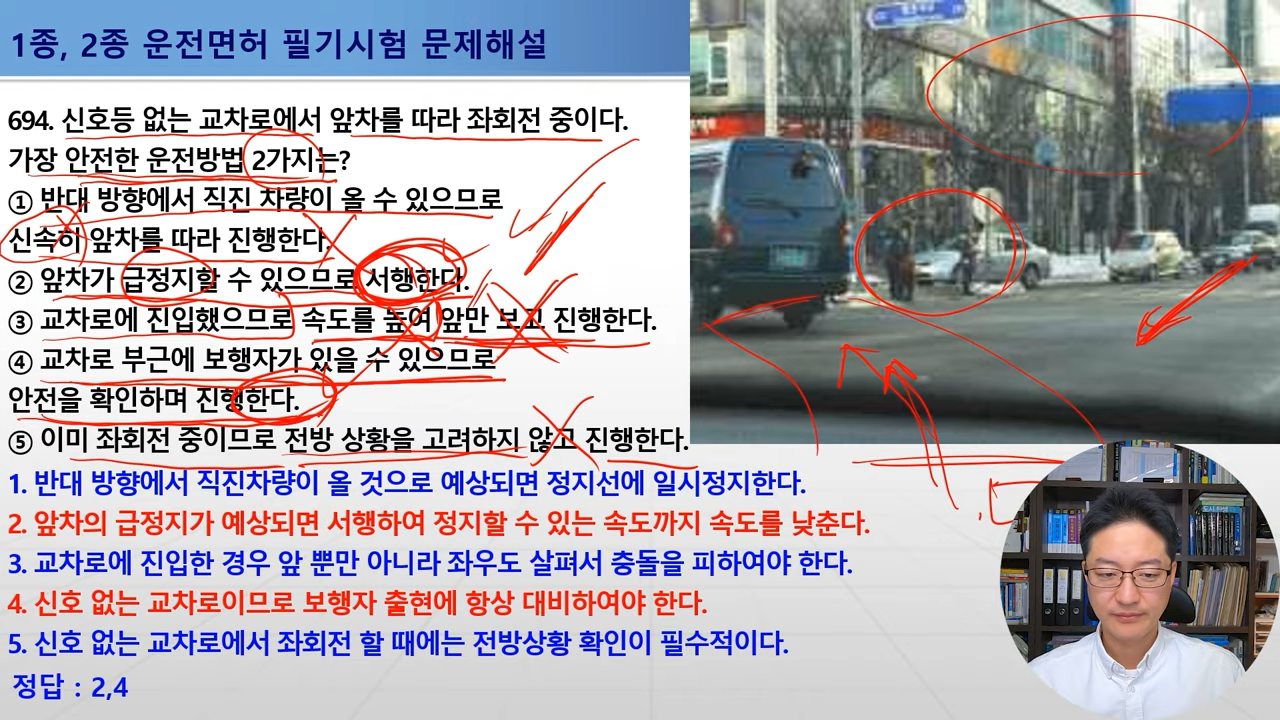 1종, 2종 운전면허 필기시험 문제해설
694. 신호등 없는 교차로에서 앞차를 따라 좌회전 중이다.
가장 안전한 운전방법 2가지는?
① 반대 방향에서 직진 차량이 올 수 있으므로
신속히 앞차를 따라 진행한다.
② 앞차가 급정지할 수 있으므로 서행한다.
③ 교차로에 진입했으므로 속도를 높여 앞만 보고 진행한다.
④ 교차로 부근에 보행자가 있을 수 있으므로
안전을 확인하며 진행한다.
⑤ 이미 좌회전 중이므로 전방 상황을 고려하지 않고 진행한다.
1. 반대 방향에서 직진차량이 올 것으로 예상되면 정지선에 일시정지한다.
2. 앞차의 급정지가 예상되면 서행하여 정지할 수 있는 속도까지 속도를 낮춘다.
3. 교차로에 진입한 경우 앞 뿐만 아니라 좌우도 살펴서 충돌을 피하여야 한다.
4. 신호 없는 교차로이므로 보행자 출현에 항상 대비하여야 한다.
5. 신호 없는 교차로에서 좌회전 할 때에는 전방상황 확인이 필수적이다.
정답 : 2,4